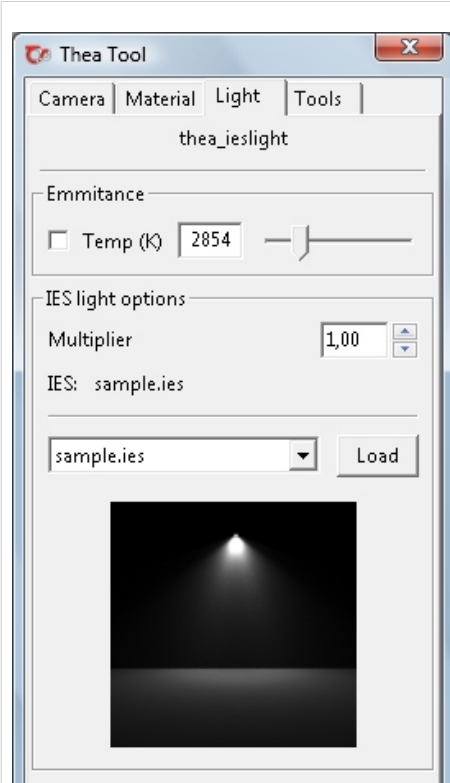 Thea Tool
Camera Material Light Tools
thea_ieslight
Emmitance
Temp (K) 2854
IES light options
Multiplier 1,00
IES: sample.ies
sample.ies Load